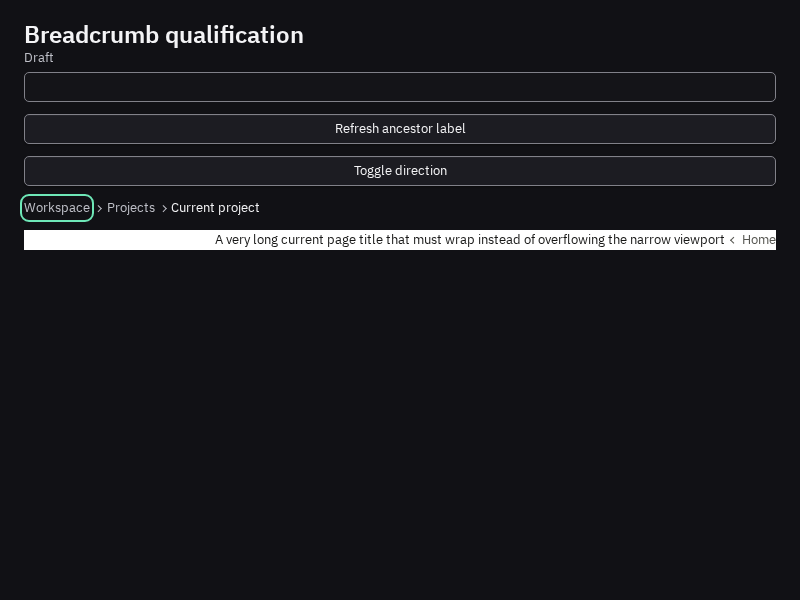 Breadcrumb qualification
Draft
Refresh ancestor label
Toggle direction
Workspace › Projects › Current project
A very long current page title that must wrap instead of overflowing the narrow viewport ‹ Home